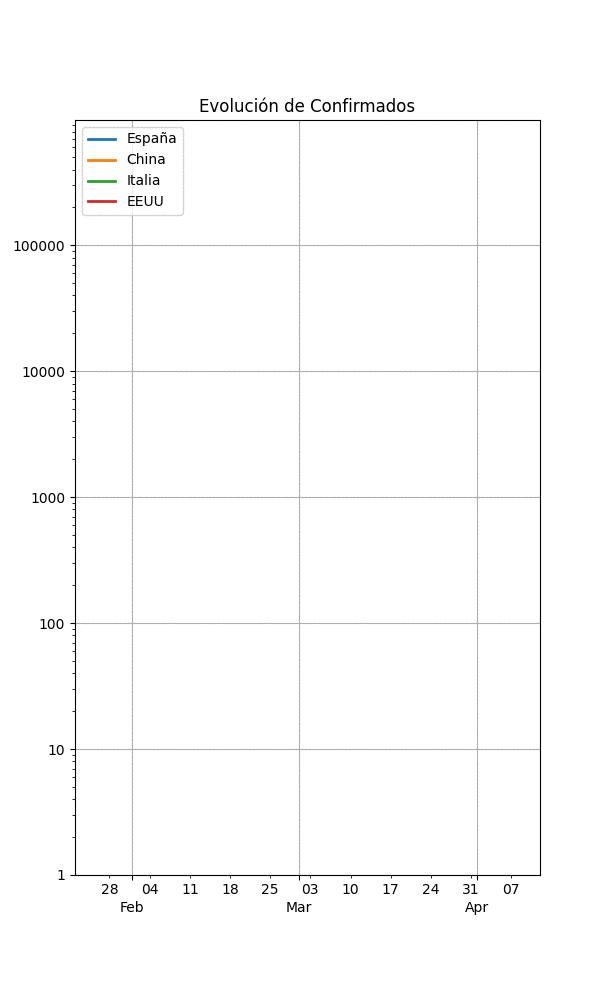 Evolución de Confirmados
España
China
Italia
EEUU
100000
10000
1000
100
10
1
28 04 11 18 25 03 10 17 24 31 07
Feb Mar Apr